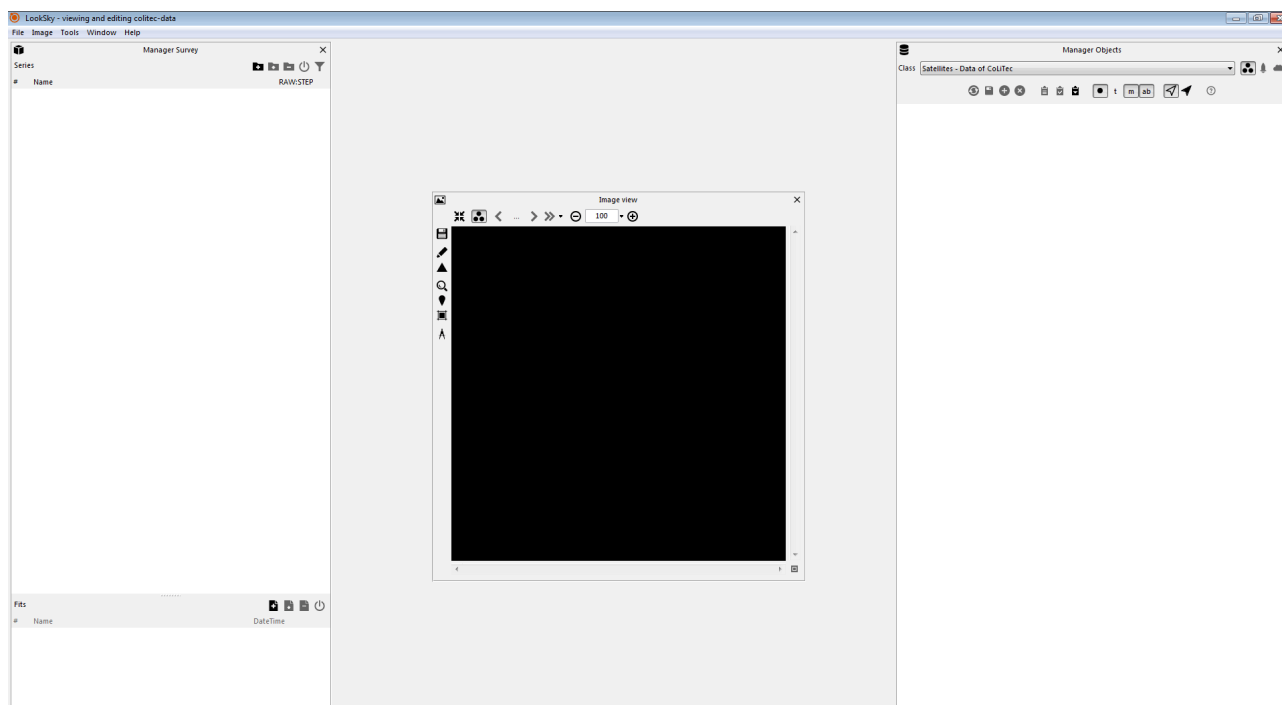 LookSky - viewing and editing colitec-data
File Image Tools Window Help
Manager Survey
Series
# Name RAW:STEP
Fits
# Name DateTime
Image view
... 100
Manager Objects
Class Satellites - Data of CoLiTec
t m ab